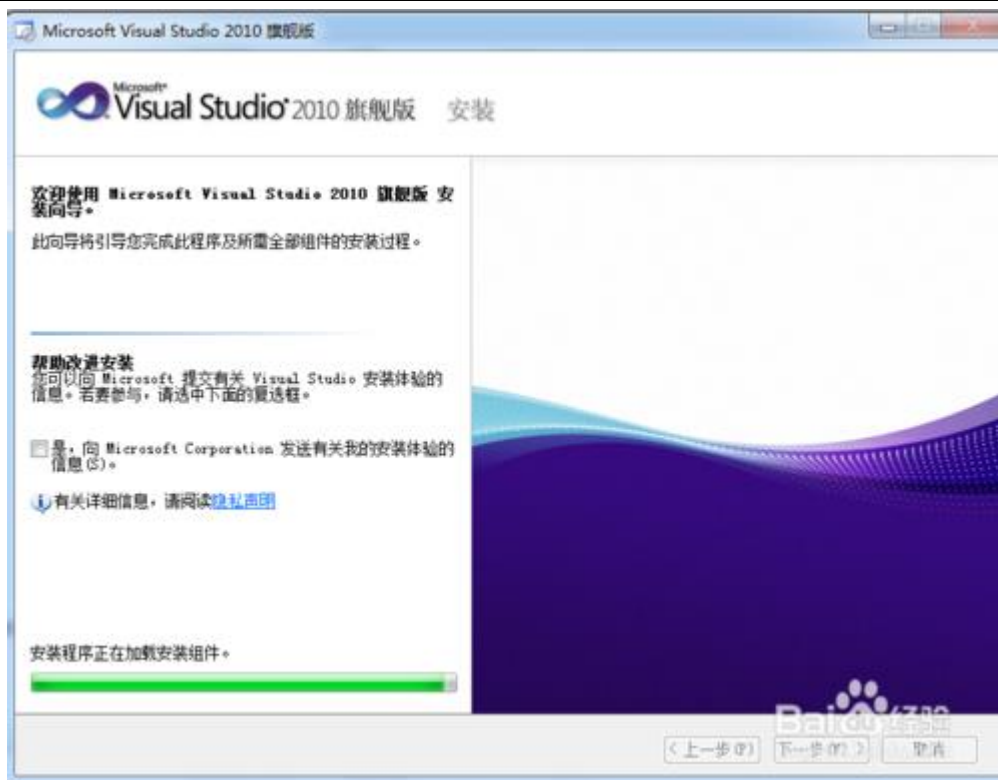 Microsoft Visual Studio 2010 旗舰版
Microsoft
Visual Studio 2010 旗舰版 安装
欢迎使用 Microsoft Visual Studio 2010 旗舰版 安
装向导。
此向导将引导您完成此程序及所需全部组件的安装过程。
帮助改进安装
您可以向 Microsoft 提交有关 Visual Studio 安装体验的
信息。若要参与，请选中下面的复选框。
是，向 Microsoft Corporation 发送有关我的安装体验的
信息(S)。
有关详细信息，请阅读隐私声明
安装程序正在加载安装组件。
Baidu 经验
< 上一步(P) 下一步(N) > 取消